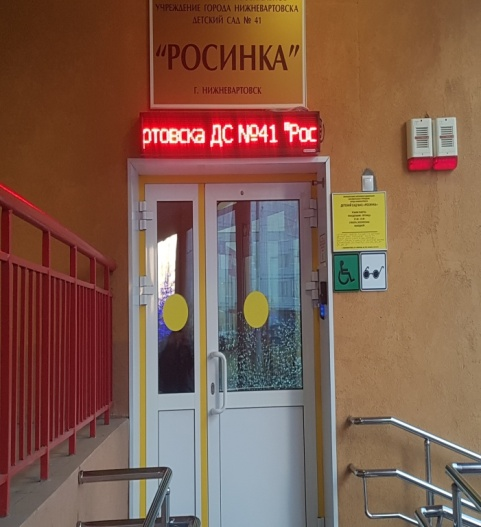 УЧРЕЖДЕНИЕ ГОРОДА НИЖНЕВАРТОВСКА
ДЕТСКИЙ САД № 41
"РОСИНКА"
Г. НИЖНЕВАРТОВСК
ртовска ДС №41 "Рос